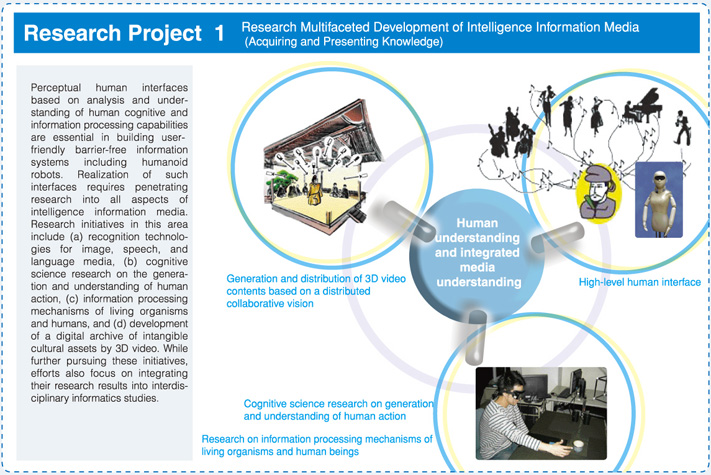 Research Project 1
Research Multifaceted Development of Intelligence Information Media
(Acquiring and Presenting Knowledge)
Perceptual human interfaces
based on analysis and under-
standing of human cognitive and
information processing capabilities
are essential in building user-
friendly barrier-free information
systems including humanoid
robots. Realization of such
interfaces requires penetrating
research into all aspects of
intelligence information media.
Research initiatives in this area
include (a) recognition technolo-
gies for image, speech, and
language media, (b) cognitive
science research on the genera-
tion and understanding of human
action, (c) information processing
mechanisms of living organisms
and humans, and (d) development
of a digital archive of intangible
cultural assets by 3D video. While
further pursuing these initiatives,
efforts also focus on integrating
their research results into interdis-
ciplinary informatics studies.
Human
understanding
and integrated
media
understanding
Generation and distribution of 3D video
contents based on a distributed
collaborative vision
High-level human interface
Cognitive science research on generation
and understanding of human action
Research on information processing mechanisms of
living organisms and human beings